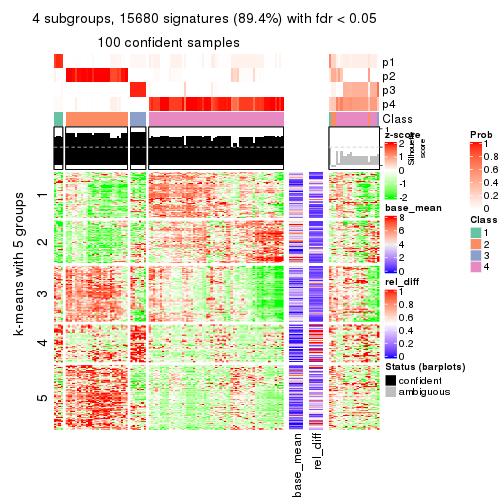 4 subgroups, 15680 signatures (89.4%) with fdr < 0.05
100 confident samples
p1
p2
p3
p4
Class
1
Silhouette score
z-score
2
1
0
-1
-2
base_mean
8
6
4
2
0
rel_diff
1
0.8
0.6
0.4
0.2
0
Status (barplots)
confident
ambiguous
Prob
1
0.8
0.6
0.4
0.2
0
Class
1
2
3
4
k-means with 5 groups
1
2
3
4
5
base_mean
rel_diff